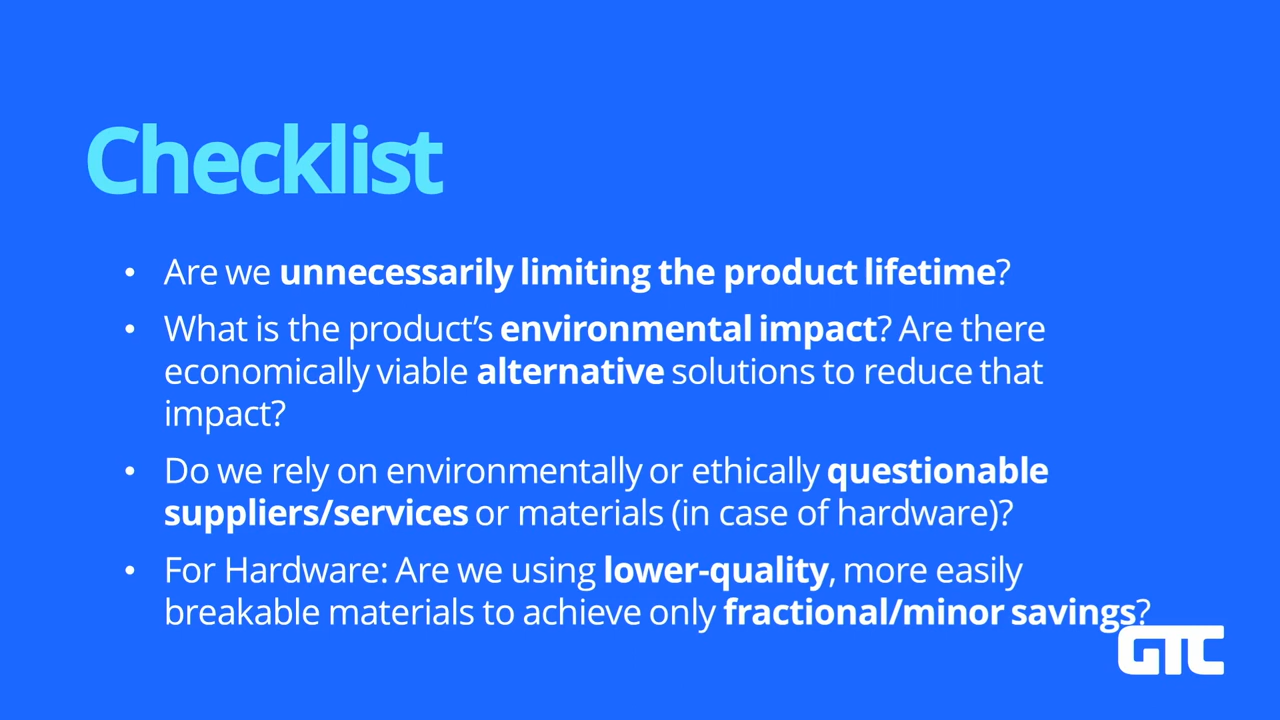 Checklist
• Are we unnecessarily limiting the product lifetime?
• What is the product’s environmental impact? Are there
economically viable alternative solutions to reduce that
impact?
• Do we rely on environmentally or ethically questionable
suppliers/services or materials (in case of hardware)?
• For Hardware: Are we using lower-quality, more easily
breakable materials to achieve only fractional/minor savings?
GTC